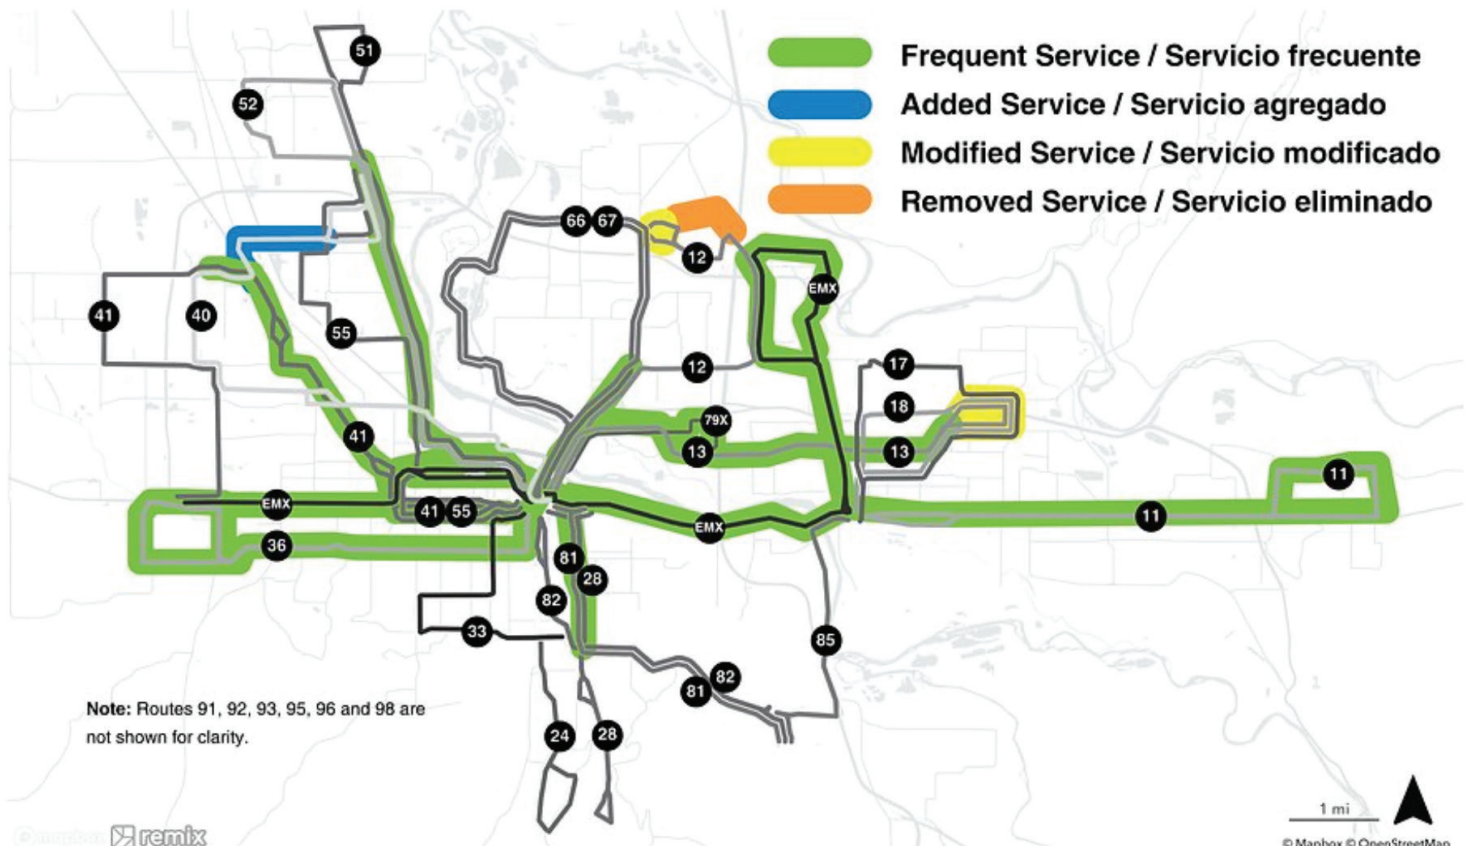 51
Frequent Service / Servicio frecuente
52
Added Service / Servicio agregado
Modified Service / Servicio modificado
Removed Service / Servicio eliminado
66 67
12
EMX
41
40
55
12
17
18
79X
41
13
13
11
EMX
41 55
11
EMX
36
81
28
82
33
85
82
81
Note: Routes 91, 92, 93, 95, 96 and 98 are
not shown for clarity.
24
28
1 mi
mapbox remix
© Mapbox © OpenStreetMap